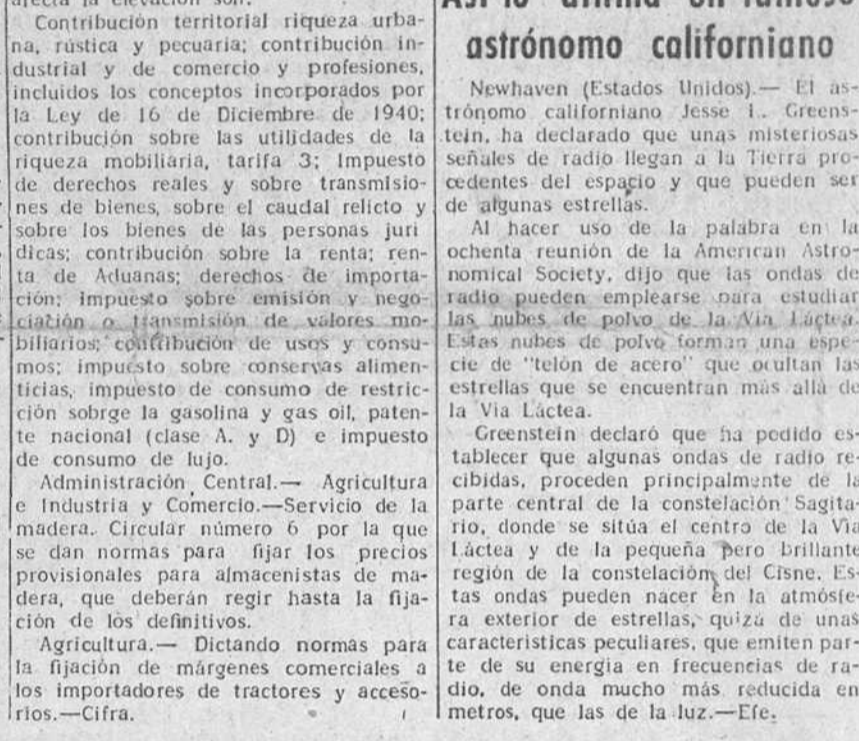 afecta la elevación son:
Contribución territorial riqueza urba-
na, rústica y pecuaria; contribución in-
dustrial y de comercio y profesiones,
incluidos los conceptos incorporados por
la Ley de 16 de Diciembre de 1940;
contribución sobre las utilidades de la
riqueza mobiliaria, tarifa 3; Impuesto
de derechos reales y sobre transmisio-
nes de bienes, sobre el caudal relicto y
sobre los bienes de las personas juri
dicas; contribución sobre la renta; ren-
ta de Aduanas; derechos de importa-
ción; impuesto sobre emisión y nego-
ciación o transmisión de valores mo-
biliarios; contribución de usos y consu-
mos; impuesto sobre conservas alimen-
ticias, impuesto de consumo de restric-
ción sobrge la gasolina y gas oil, paten-
te nacional (clase A. y D) e impuesto
de consumo de lujo.
Administración Central.— Agricultura
e Industria y Comercio.—Servicio de la
madera. Circular número 6 por la que
se dan normas para fijar los precios
provisionales para almacenistas de ma-
dera, que deberán regir hasta la fija-
ción de los definitivos.
Agricultura.— Dictando normas para
la fijación de márgenes comerciales a
los importadores de tractores y acceso-
rios.—Cifra.
Así lo afirma un famoso
astrónomo californiano
Newhaven (Estados Unidos).— El as-
trónomo californiano Jesse L. Greens-
tein, ha declarado que unas misteriosas
señales de radio llegan a la Tierra pro-
cedentes del espacio y que pueden ser
de algunas estrellas.
Al hacer uso de la palabra en la
ochenta reunión de la American Astro-
nomical Society, dijo que las ondas de
radio pueden emplearse para estudiar
las nubes de polvo de la Vía Láctea.
Estas nubes de polvo forman una espe-
cie de "telón de acero" que ocultan las
estrellas que se encuentran más allá de
la Vía Láctea.
Greenstein declaró que ha podido es-
tablecer que algunas ondas de radio re-
cibidas, proceden principalmente de la
parte central de la constelación Sagita-
rio, donde se sitúa el centro de la Vía
Láctea y de la pequeña pero brillante
región de la constelación del Cisne. Es-
tas ondas pueden nacer en la atmósfe-
ra exterior de estrellas, quizá de unas
características peculiares, que emiten par-
te de su energía en frecuencias de ra-
dio, de onda mucho más reducida en
metros, que las de la luz.—Efe.